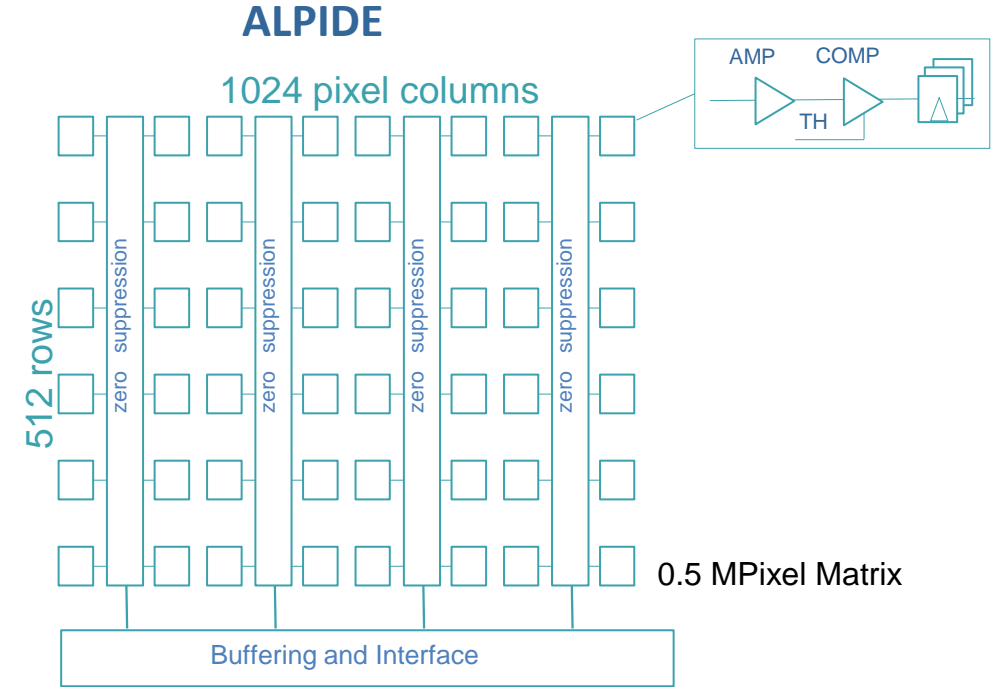 ALPIDE
1024 pixel columns
AMP COMP
TH
512 rows
zero suppression
zero suppression
zero suppression
zero suppression
0.5 MPixel Matrix
Buffering and Interface